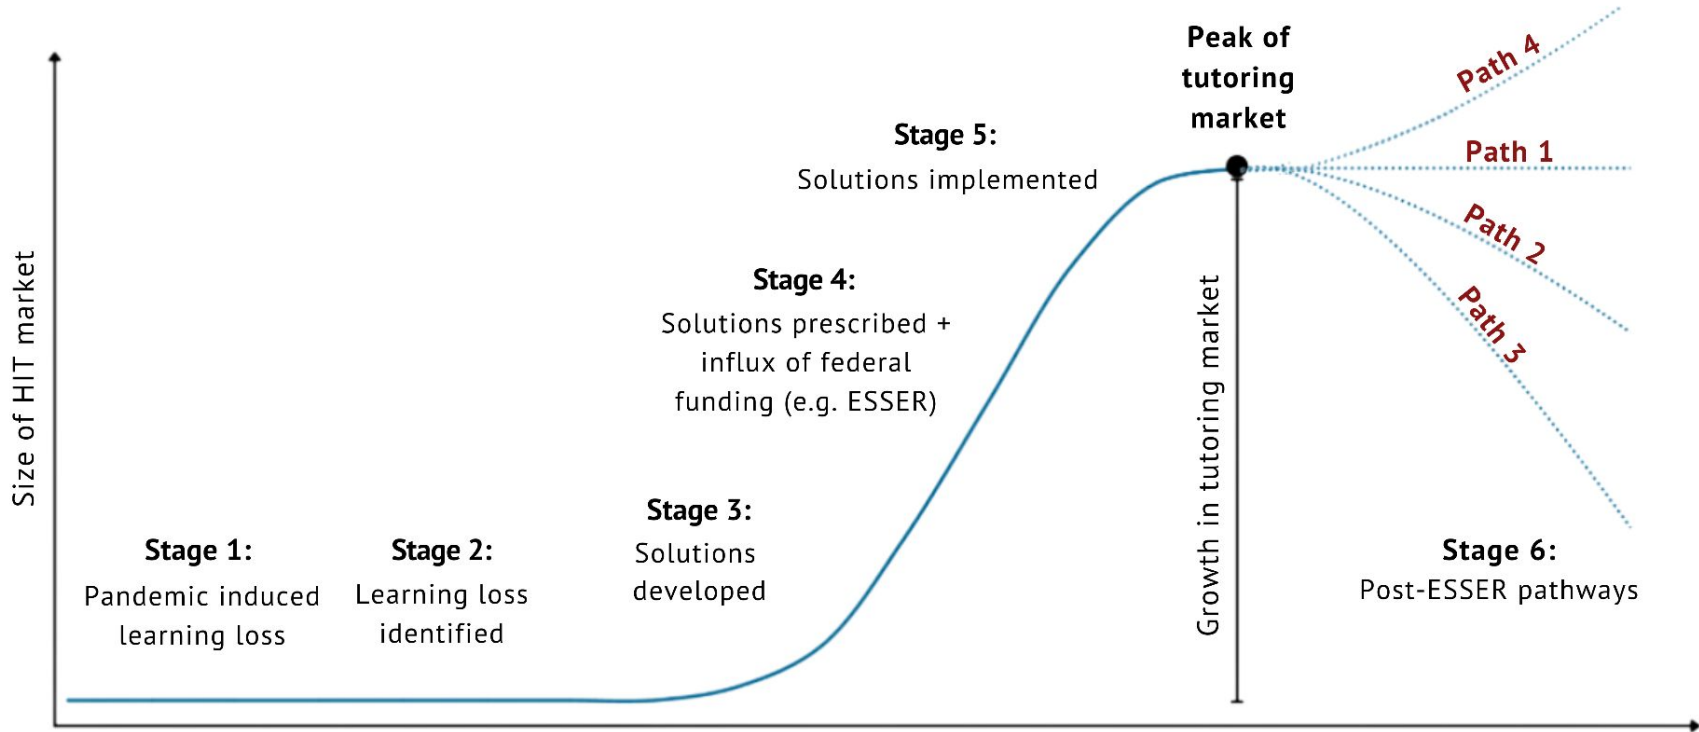 Size of HIT market
Stage 1:
Pandemic induced
learning loss
Stage 2:
Learning loss
identified
Stage 3:
Solutions
developed
Stage 4:
Solutions prescribed +
influx of federal
funding (e.g. ESSER)
Stage 5:
Solutions implemented
Peak of
tutoring
market
Growth in tutoring market
Path 4
Path 1
Path 2
Path 3
Stage 6:
Post-ESSER pathways